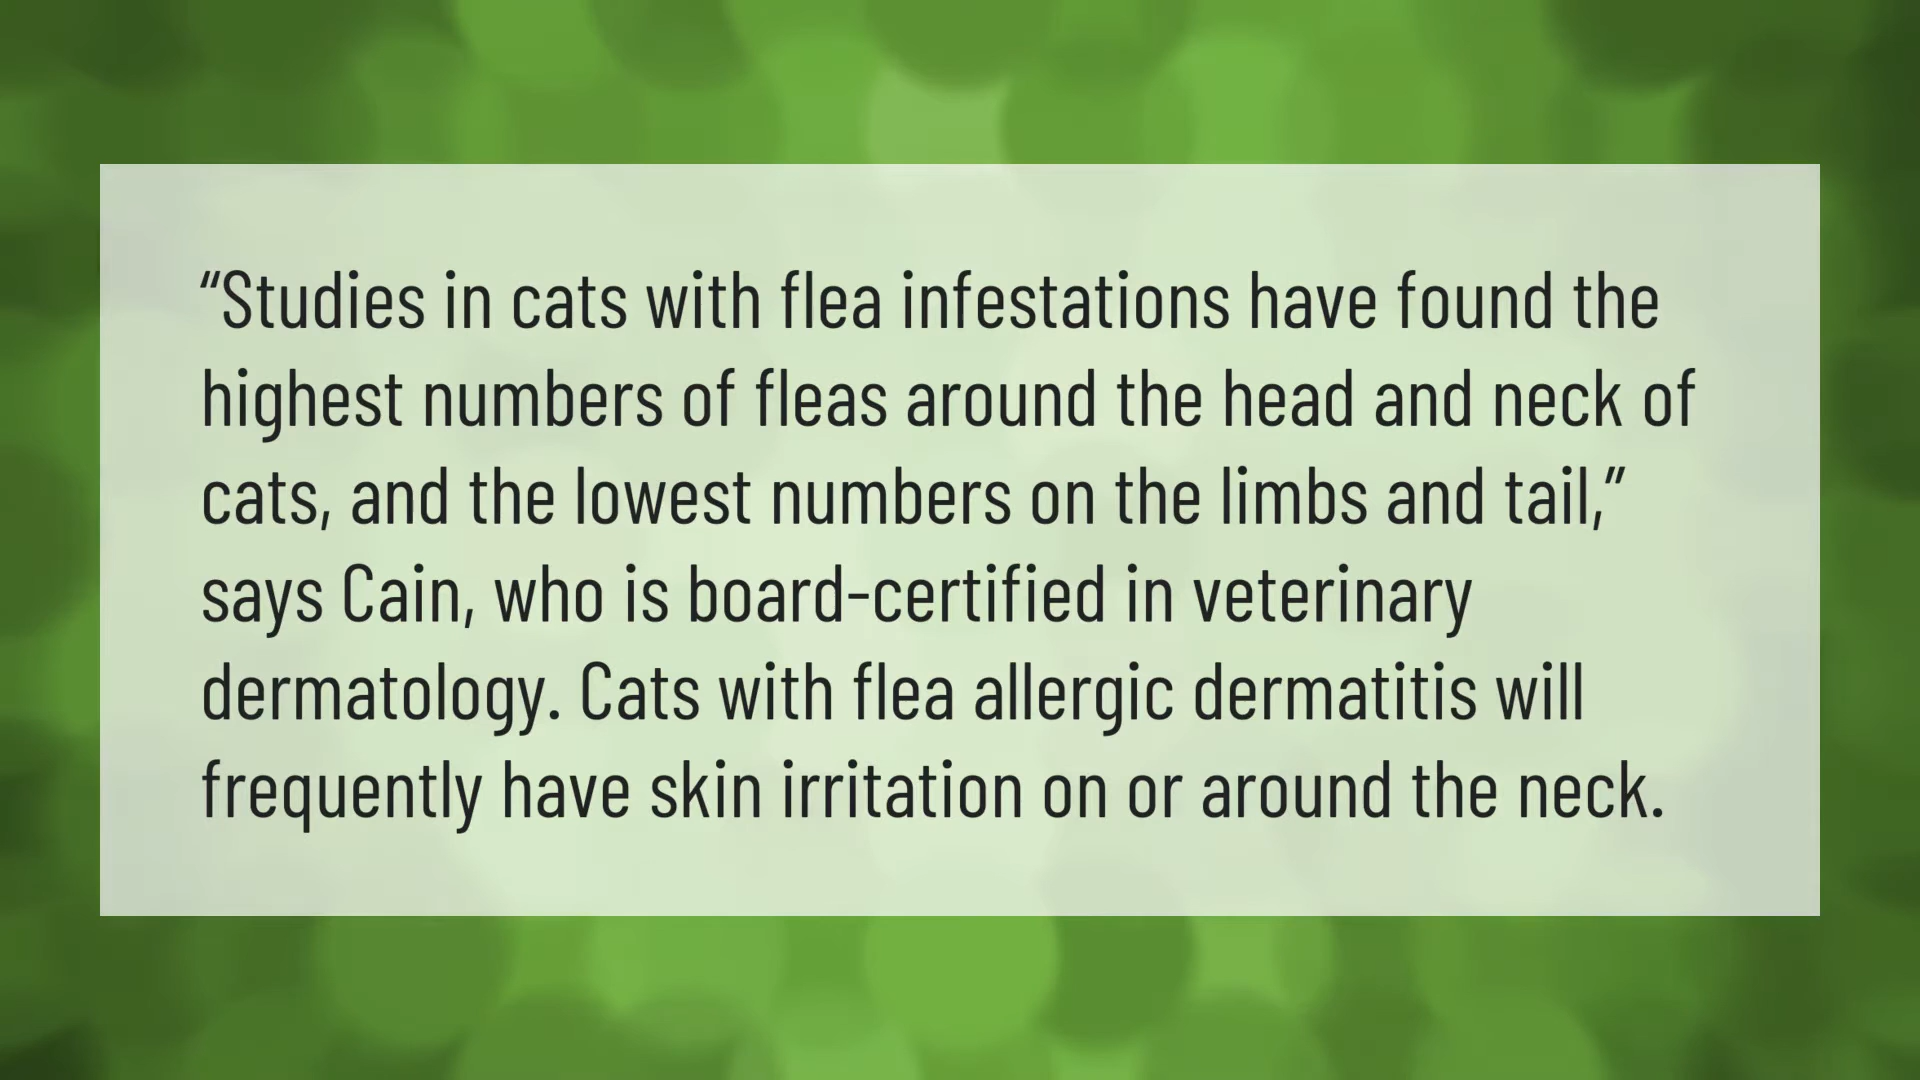 “Studies in cats with flea infestations have found the
highest numbers of fleas around the head and neck of
cats, and the lowest numbers on the limbs and tail,”
says Cain, who is board-certified in veterinary
dermatology. Cats with flea allergic dermatitis will
frequently have skin irritation on or around the neck.